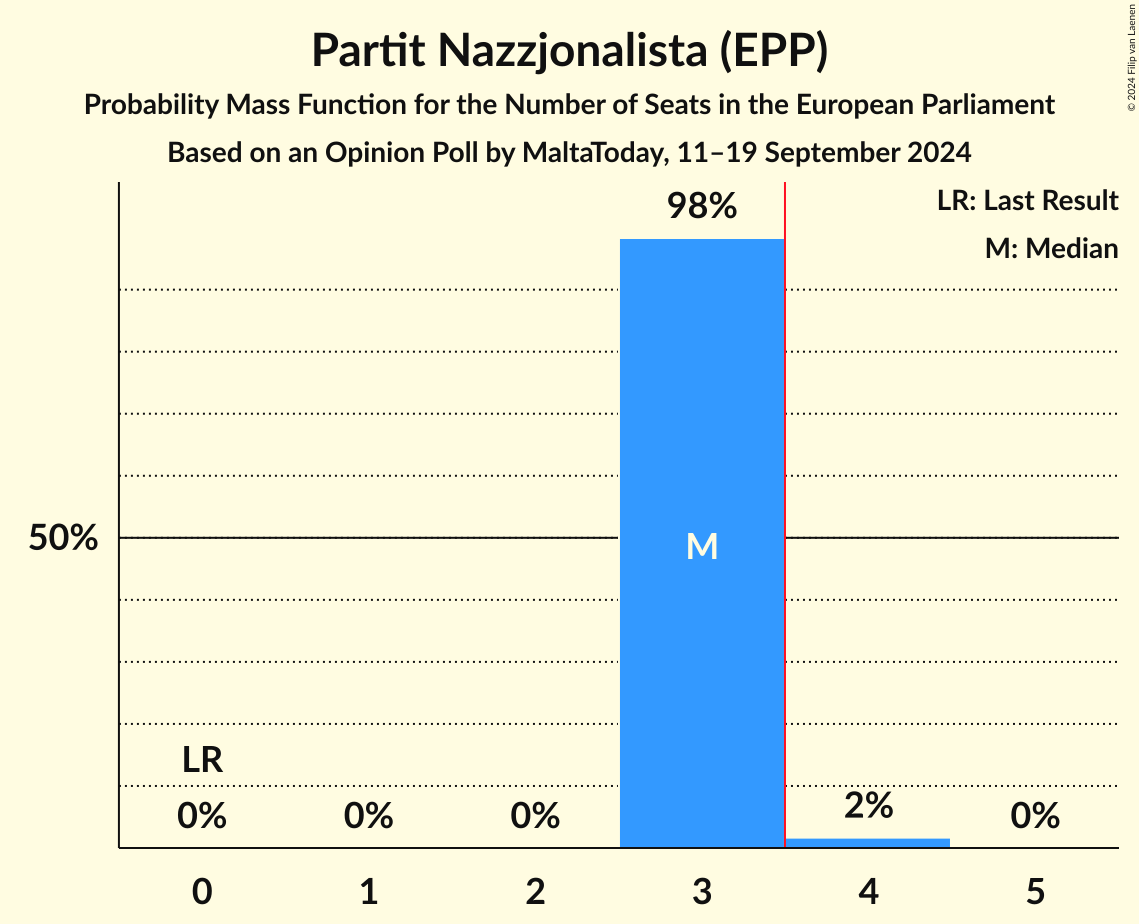 Partit Nazzjonalista (EPP)
Probability Mass Function for the Number of Seats in the European Parliament
Based on an Opinion Poll by MaltaToday, 11–19 September 2024
© 2024 Filip van Laenen
LR: Last Result
M: Median
98%
50%
M
LR
0%
0%
0%
2%
0%
0
1
2
3
4
5